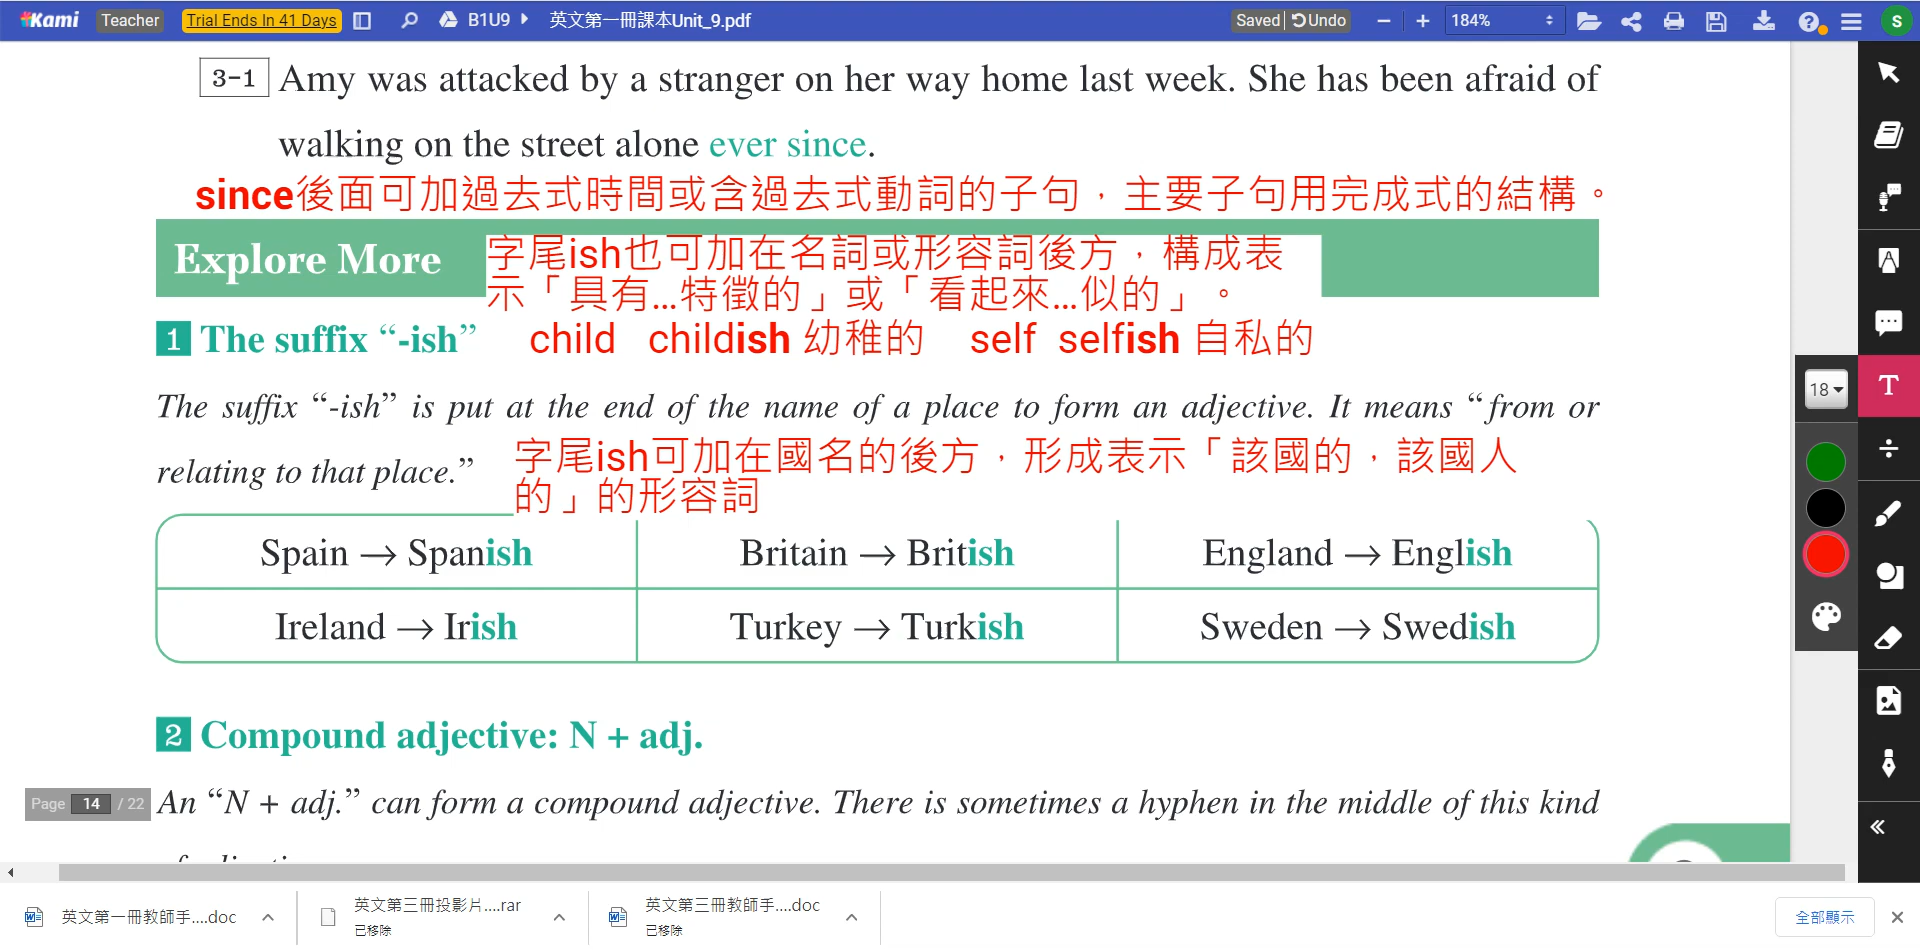 Kami Teacher Trial Ends In 41 Days B1U9 英文第一冊課本Unit_9.pdf Saved Undo 184% S
3-1 Amy was attacked by a stranger on her way home last week. She has been afraid of
walking on the street alone ever since.
since後面可加過去式時間或含過去式動詞的子句，主要子句用完成式的結構。
Explore More
字尾ish也可加在名詞或形容詞後方，構成表
示「具有...特徵的」或「看起來...似的」。
1 The suffix “-ish” child childish 幼稚的 self selfish 自私的
The suffix “-ish” is put at the end of the name of a place to form an adjective. It means “from or
relating to that place.”
字尾ish可加在國名的後方，形成表示「該國的，該國人
的」的形容詞
Spain → Spanish Britain → British England → English
Ireland → Irish Turkey → Turkish Sweden → Swedish
2 Compound adjective: N + adj.
An “N + adj.” can form a compound adjective. There is sometimes a hyphen in the middle of this kind
Page 14 / 22
18
英文第一冊教師手....doc
英文第三冊投影片....rar
已移除
英文第三冊教師手....doc
已移除
全部顯示